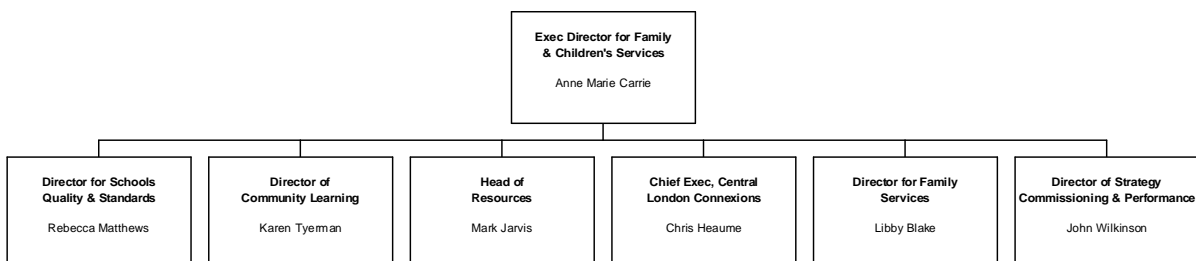 Exec Director for Family
& Children's Services
Anne Marie Carrie
Director for Schools
Quality & Standards
Rebecca Matthews
Director of
Community Learning
Karen Tyerman
Head of
Resources
Mark Jarvis
Chief Exec, Central
London Connexions
Chris Heaume
Director for Family
Services
Libby Blake
Director of Strategy
Commissioning & Performance
John Wilkinson